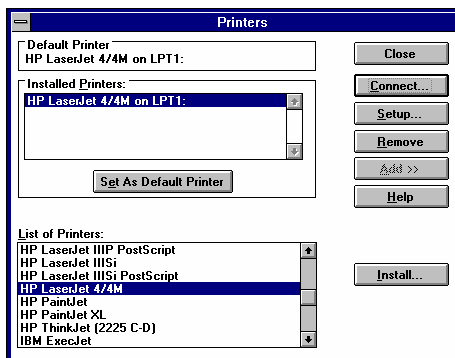 Printers
Default Printer
HP LaserJet 4/4M on LPT1:
Installed Printers:
HP LaserJet 4/4M on LPT1:
Set As Default Printer
Close
Connect...
Setup...
Remove
Add >>
Help
List of Printers:
HP LaserJet IIIP PostScript
HP LaserJet IIISi
HP LaserJet IIISi PostScript
HP LaserJet 4/4M
HP PaintJet
HP PaintJet XL
HP ThinkJet (2225 C-D)
IBM ExecJet
Install...